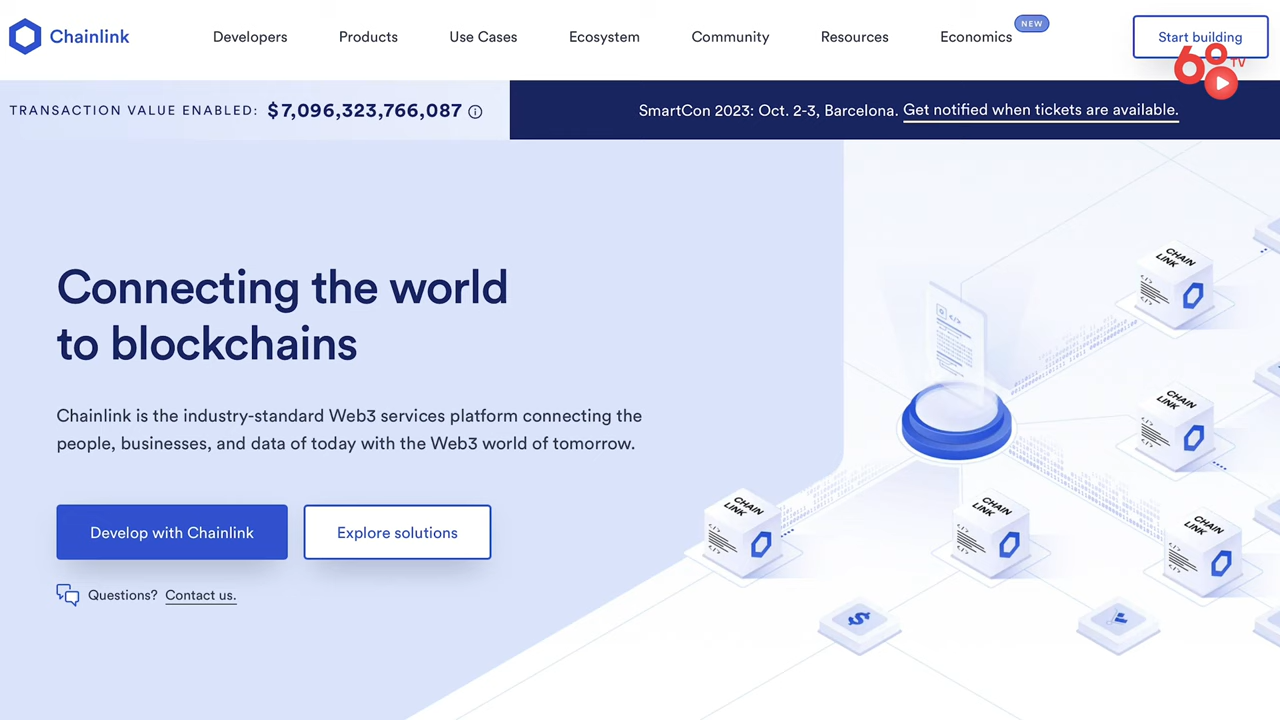 Chainlink
Developers
Products
Use Cases
Ecosystem
Community
Resources
Economics
NEW
Start building
6 TV
TRANSACTION VALUE ENABLED: $7,096,323,766,087
SmartCon 2023: Oct. 2-3, Barcelona. Get notified when tickets are available.
Connecting the world
to blockchains
Chainlink is the industry-standard Web3 services platform connecting the
people, businesses, and data of today with the Web3 world of tomorrow.
Develop with Chainlink
Explore solutions
Questions? Contact us.
CHAIN
LINK
CHAIN
LINK
CHAIN
LINK
CHAIN
LINK
CHAIN
LINK
$